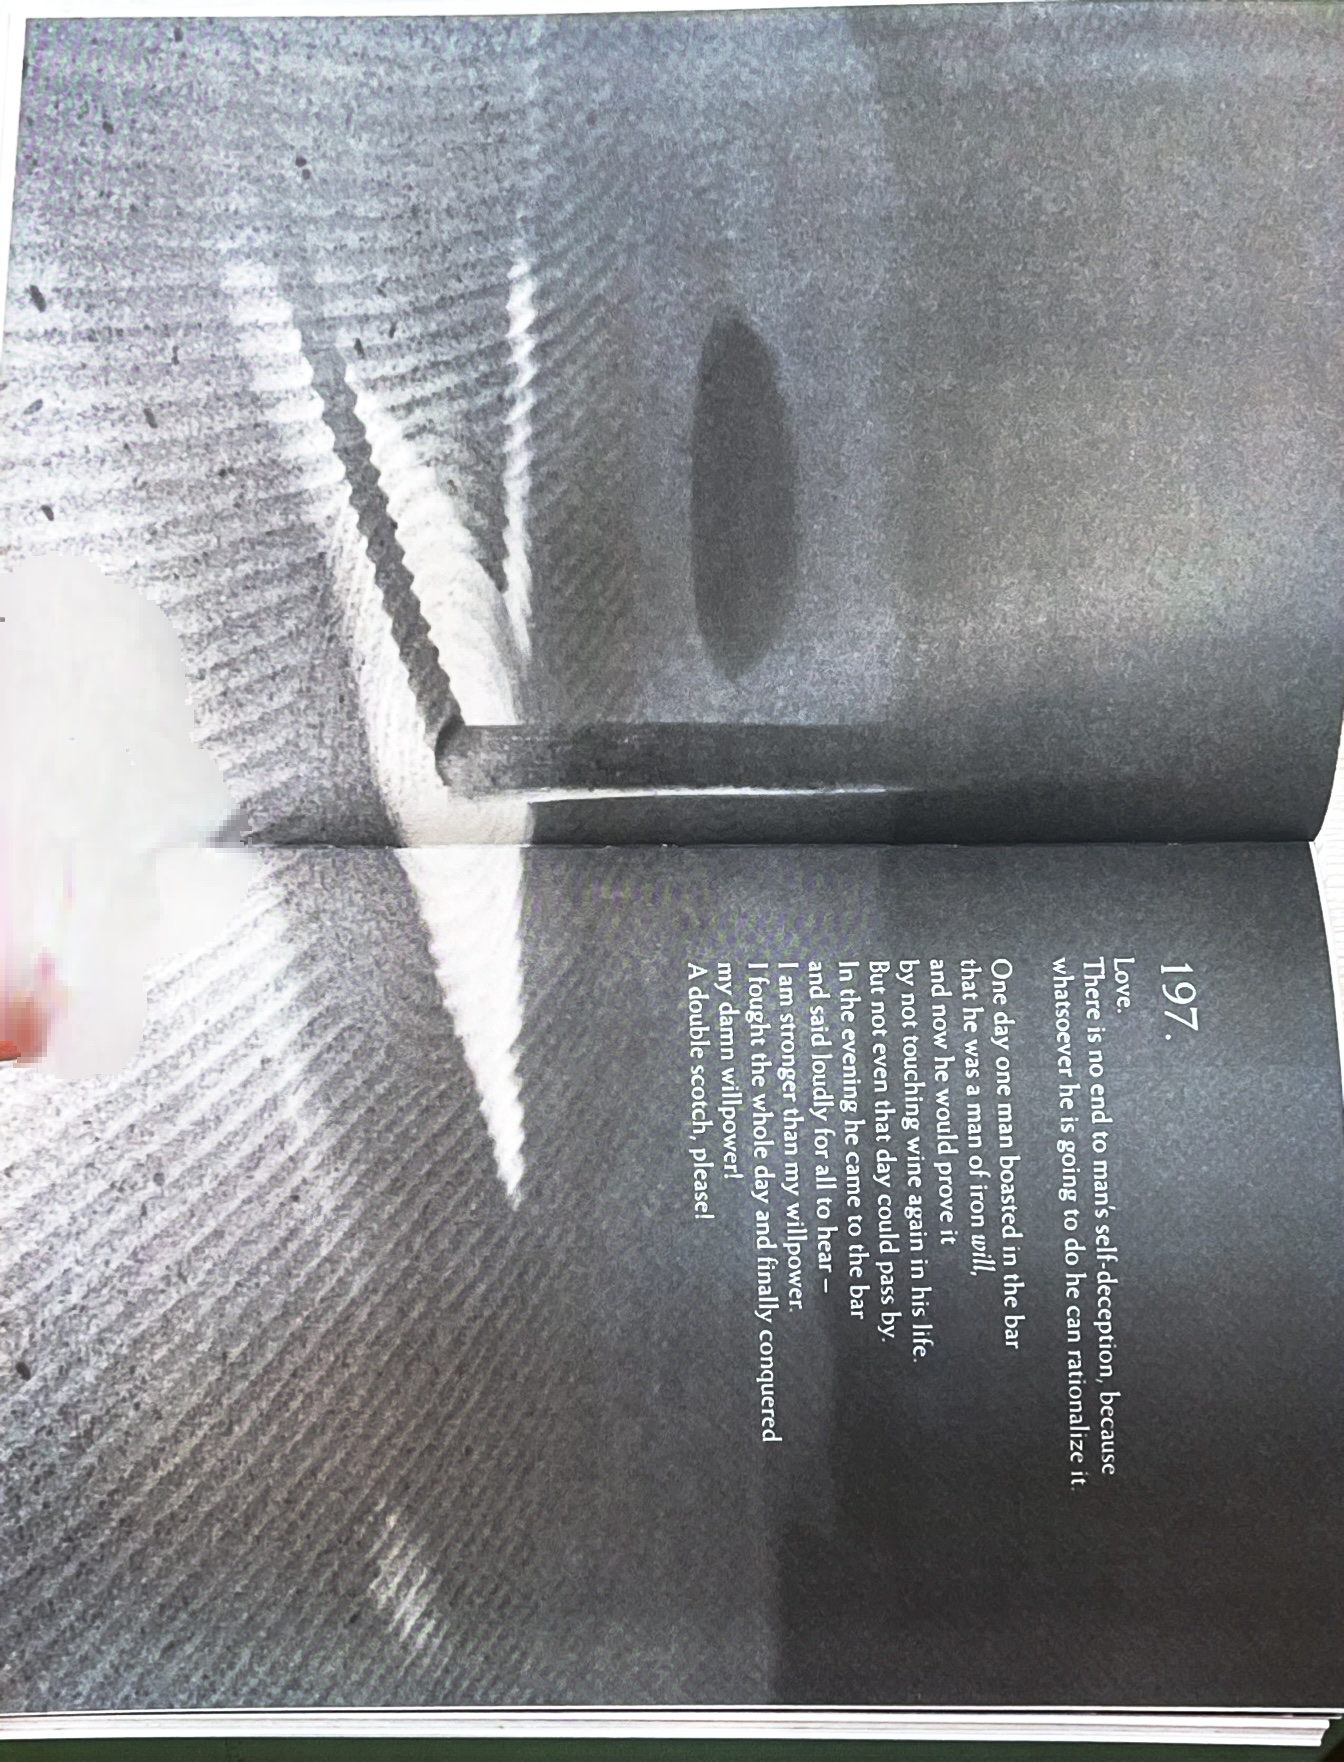 197.
Love.
There is no end to man's self-deception, because
whatsoever he is going to do he can rationalize it.
One day one man boasted in the bar
that he was a man of iron will,
and now he would prove it
by not touching wine again in his life.
But not even that day could pass by.
In the evening he came to the bar
and said loudly for all to hear –
I am stronger than my willpower.
I fought the whole day and finally conquered
my damn willpower!
A double scotch, please!